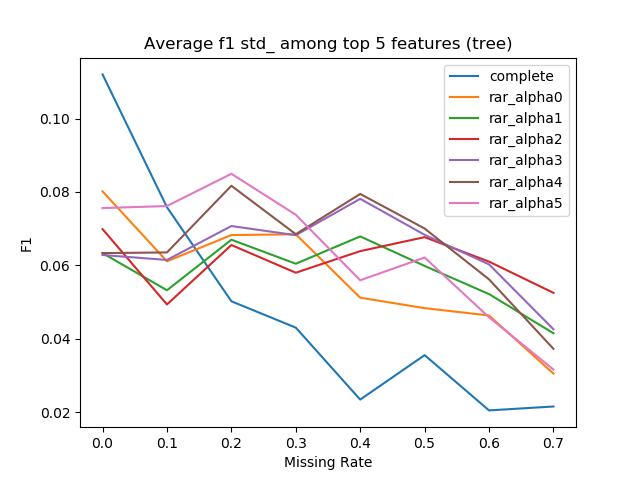 Average f1 std_ among top 5 features (tree)
complete
rar_alpha0
rar_alpha1
rar_alpha2
rar_alpha3
rar_alpha4
rar_alpha5
0.10
0.08
0.06
0.04
0.02
F1
0.0 0.1 0.2 0.3 0.4 0.5 0.6 0.7
Missing Rate